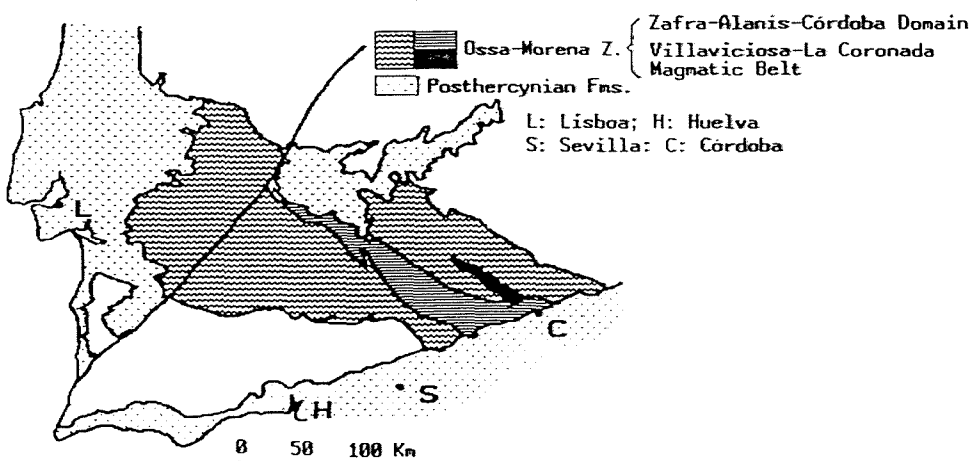 Zafra-Alanis-Córdoba Domain
Ossa-Morena Z.
Villaviciosa-La Coronada
Magmatic Belt
Posthercynian Fms.
L: Lisboa; H: Huelva
S: Sevilla: C: Córdoba
L
C
S
H
0 50 100 Km